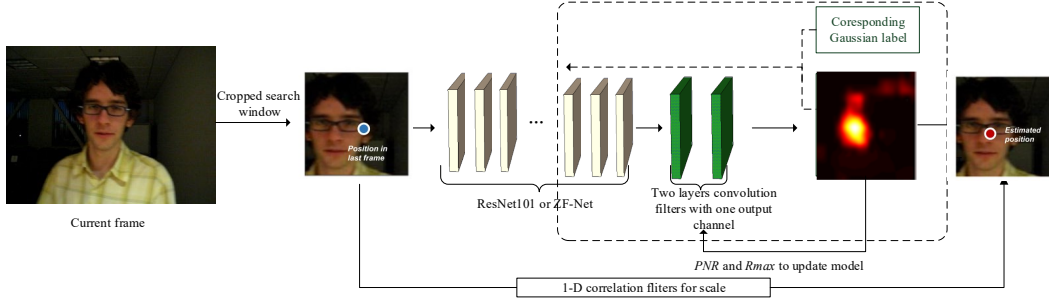 Coresponding
Gaussian label
Cropped search
window
Position in
last frame
...
Estimated
position
ResNet101 or ZF-Net
Two layers convolution
filters with one output
channel
Current frame
PNR and Rmax to update model
1-D correlation fliters for scale